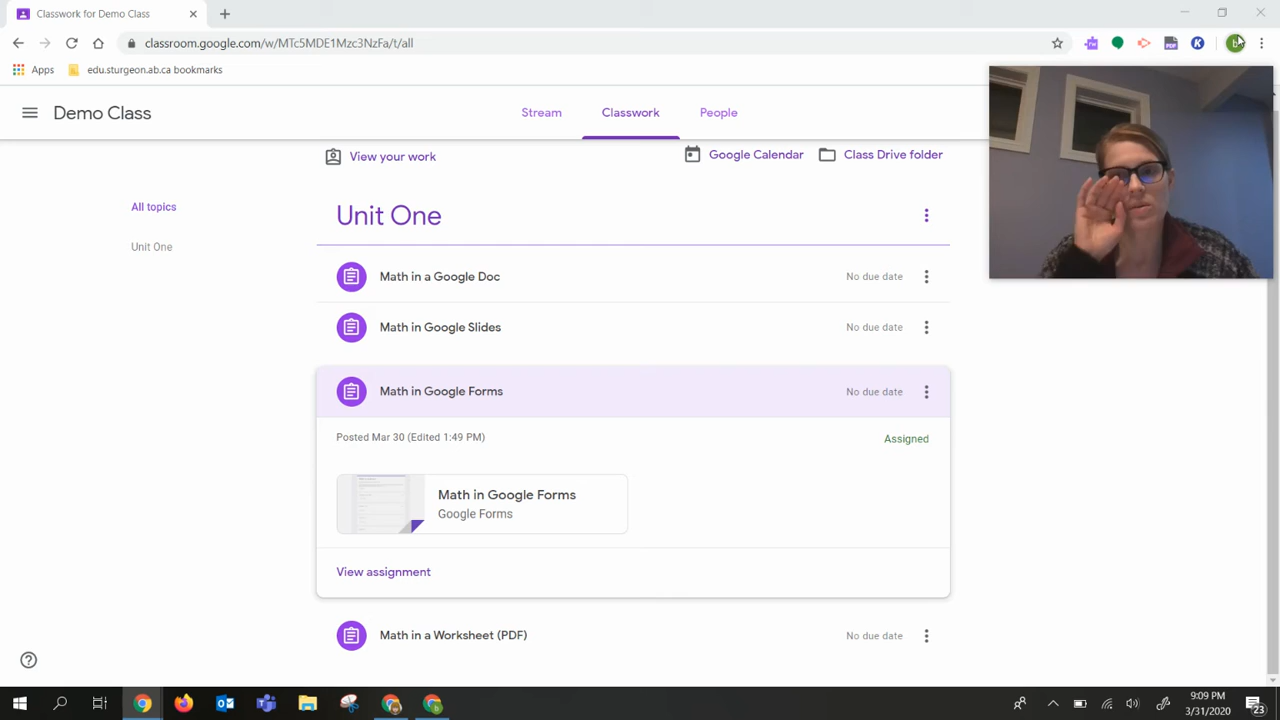 Classwork for Demo Class
classroom.google.com/w/MTc5MDE1Mzc3NzFa/t/all
Apps edu.sturgeon.ab.ca bookmarks
Demo Class
Stream Classwork People
View your work Google Calendar Class Drive folder
All topics
Unit One
Unit One
Math in a Google Doc No due date
Math in Google Slides No due date
Math in Google Forms No due date
Posted Mar 30 (Edited 1:49 PM) Assigned
Math in Google Forms
Google Forms
View assignment
Math in a Worksheet (PDF) No due date
9:09 PM
3/31/2020
23